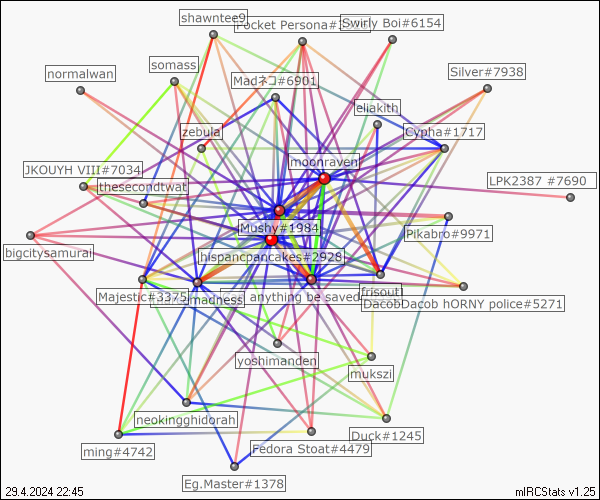 shawntee9
Pocket Persona#1
Swirly Boi#6154
somass
normalwan
Madネコ#6901
Silver#7938
eliakith
zebula
Cypha#1717
moonraven
JKOUYH VIII#7034
thesecondtwat
LPK2387 #7690
Mushy#1984
Pikabro#9971
bigcitysamurai
hispancpancakes#2928
Majestic#3375
madness
anything be saved
risout
DacobDacob hORNY police#5271
yoshimanden
mukszi
neokingghidorah
Duck#1245
ming#4742
Fedora Stoat#4479
Eg.Master#1378
29.4.2024 22:45
mIRCStats v1.25